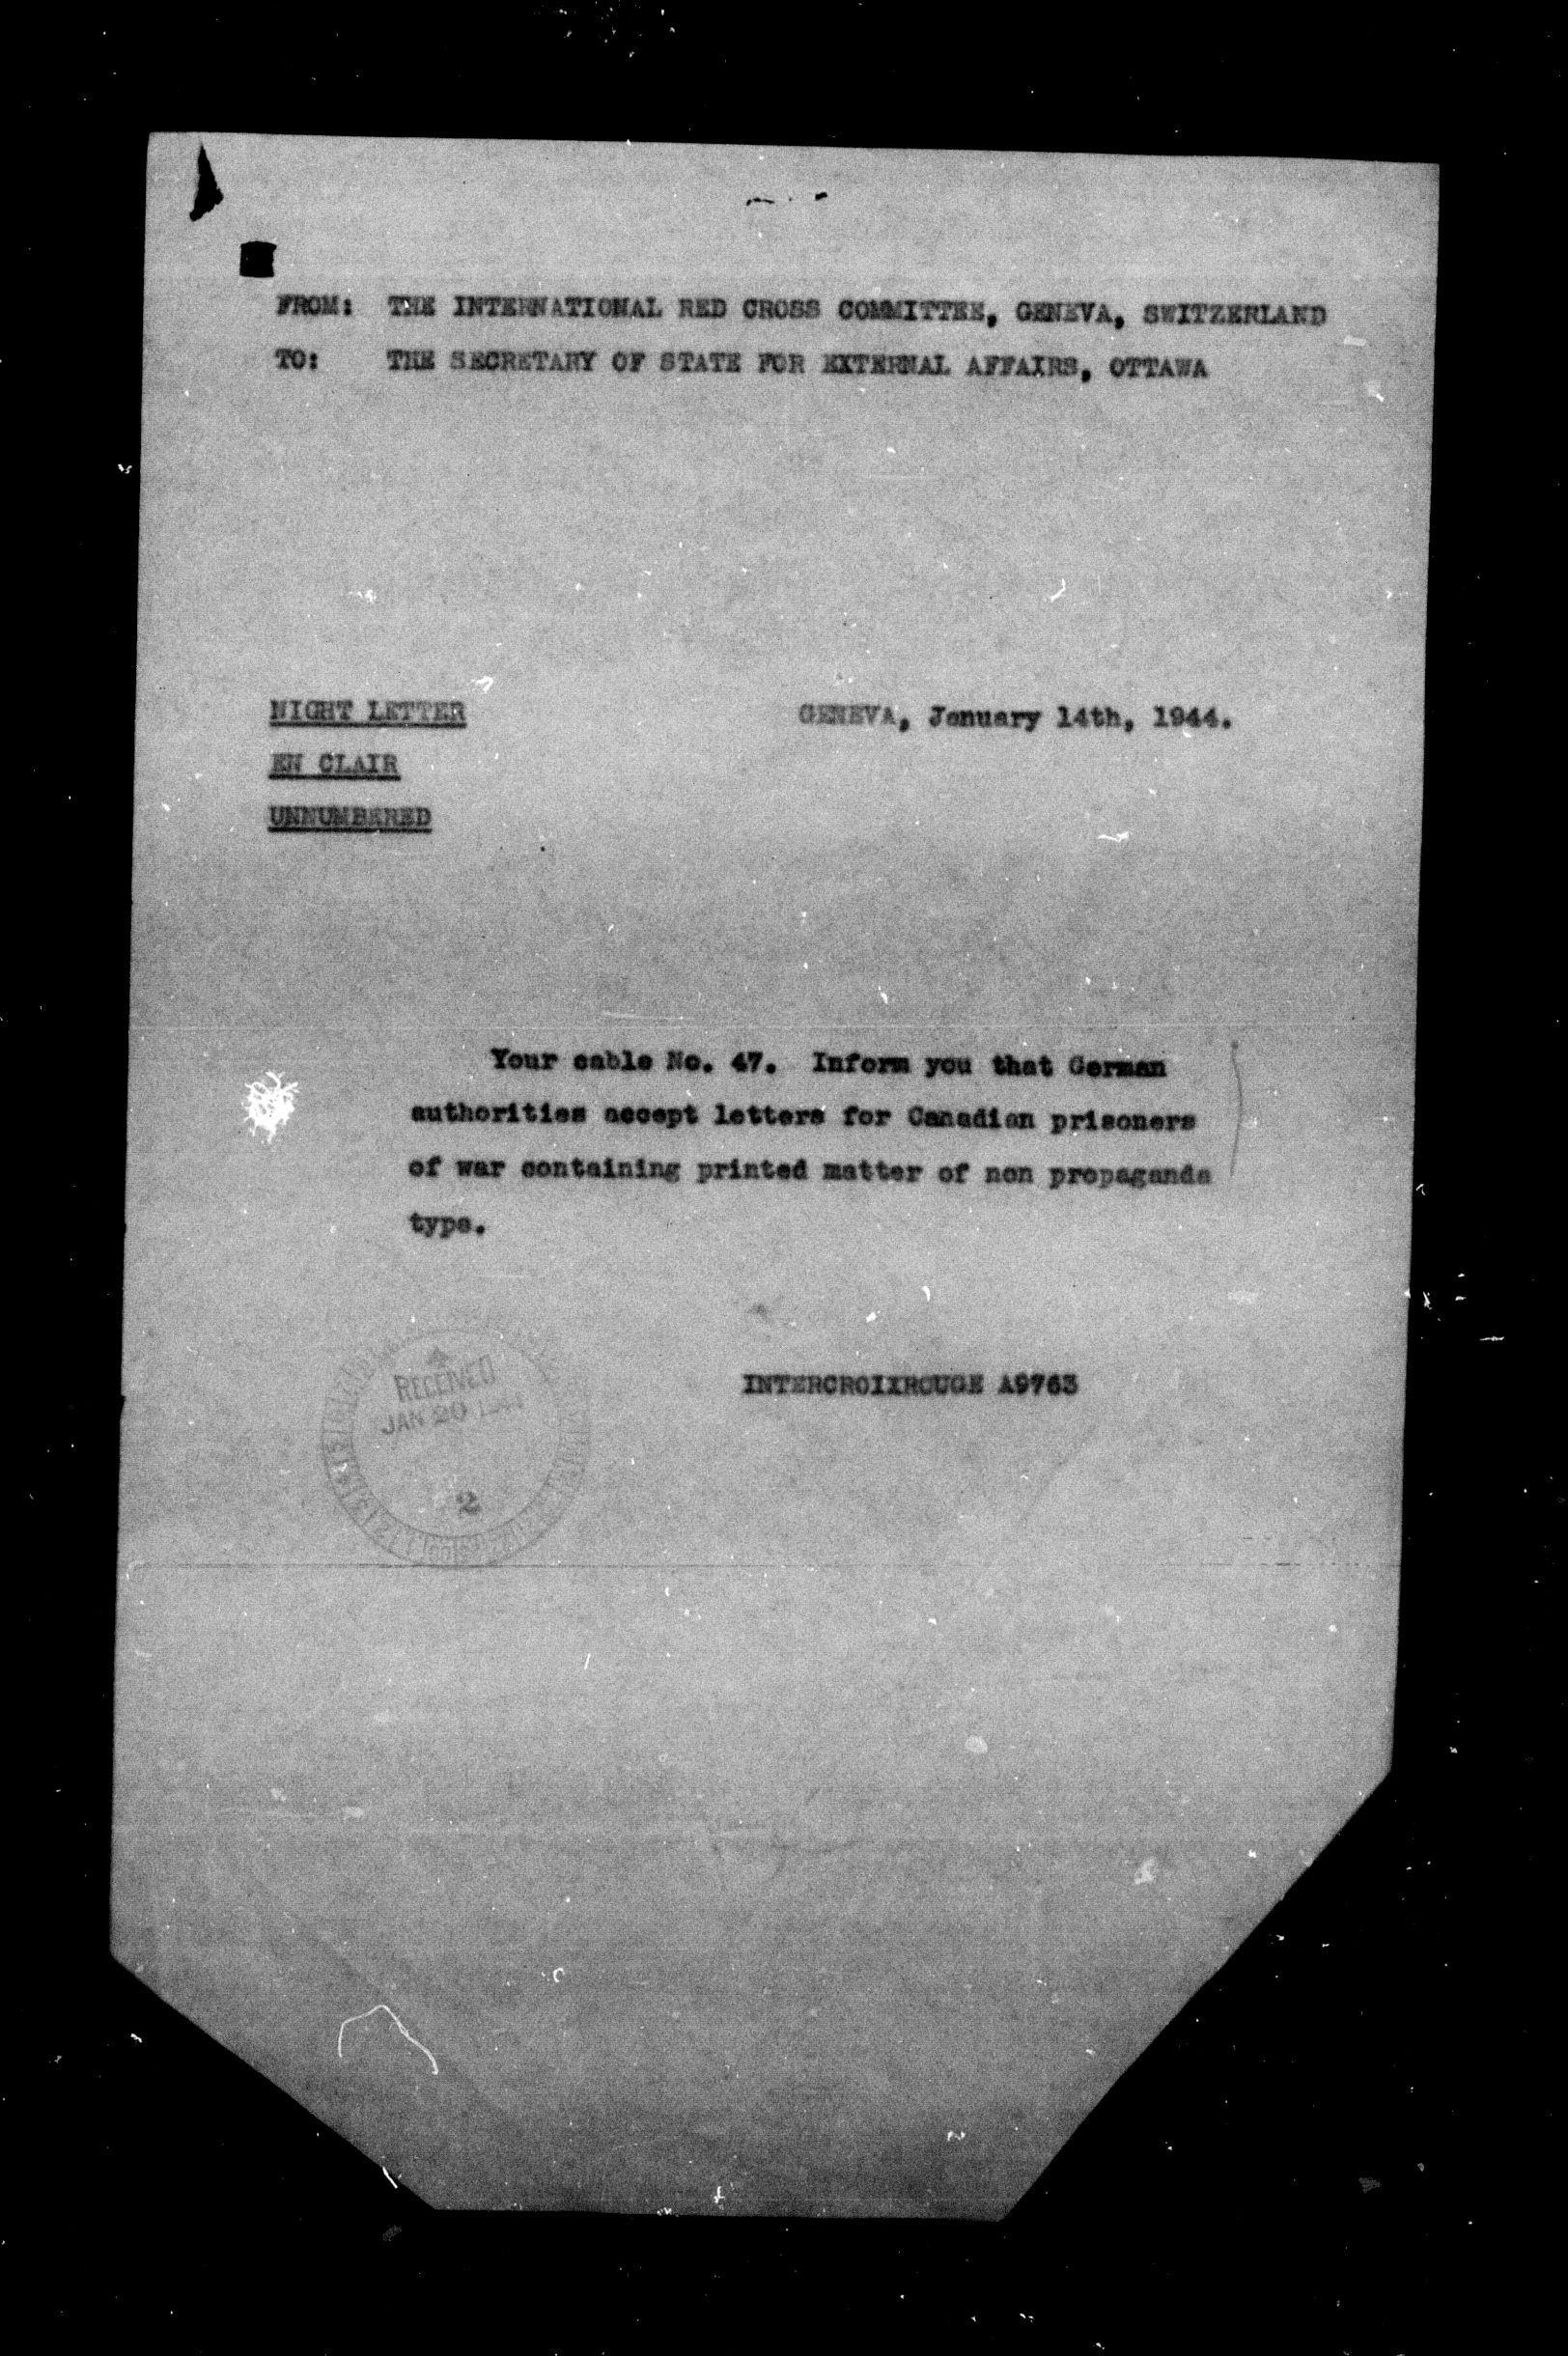 FROM: THE INTERNATIONAL RED CROSS COMMITTEE, GENEVA, SWITZERLAND
TO: THE SECRETARY OF STATE FOR EXTERNAL AFFAIRS, OTTAWA
NIGHT LETTER
GENEVA, January 14th, 1944.
EN CLAIR
UNNUMBERED
Your cable No. 47. Inform you that German
authorities accept letters for Canadian prisoners
of war containing printed matter of non propaganda
type.
INTERCROIXROUGE A9763
RECEIVED
JAN 20 1944
2